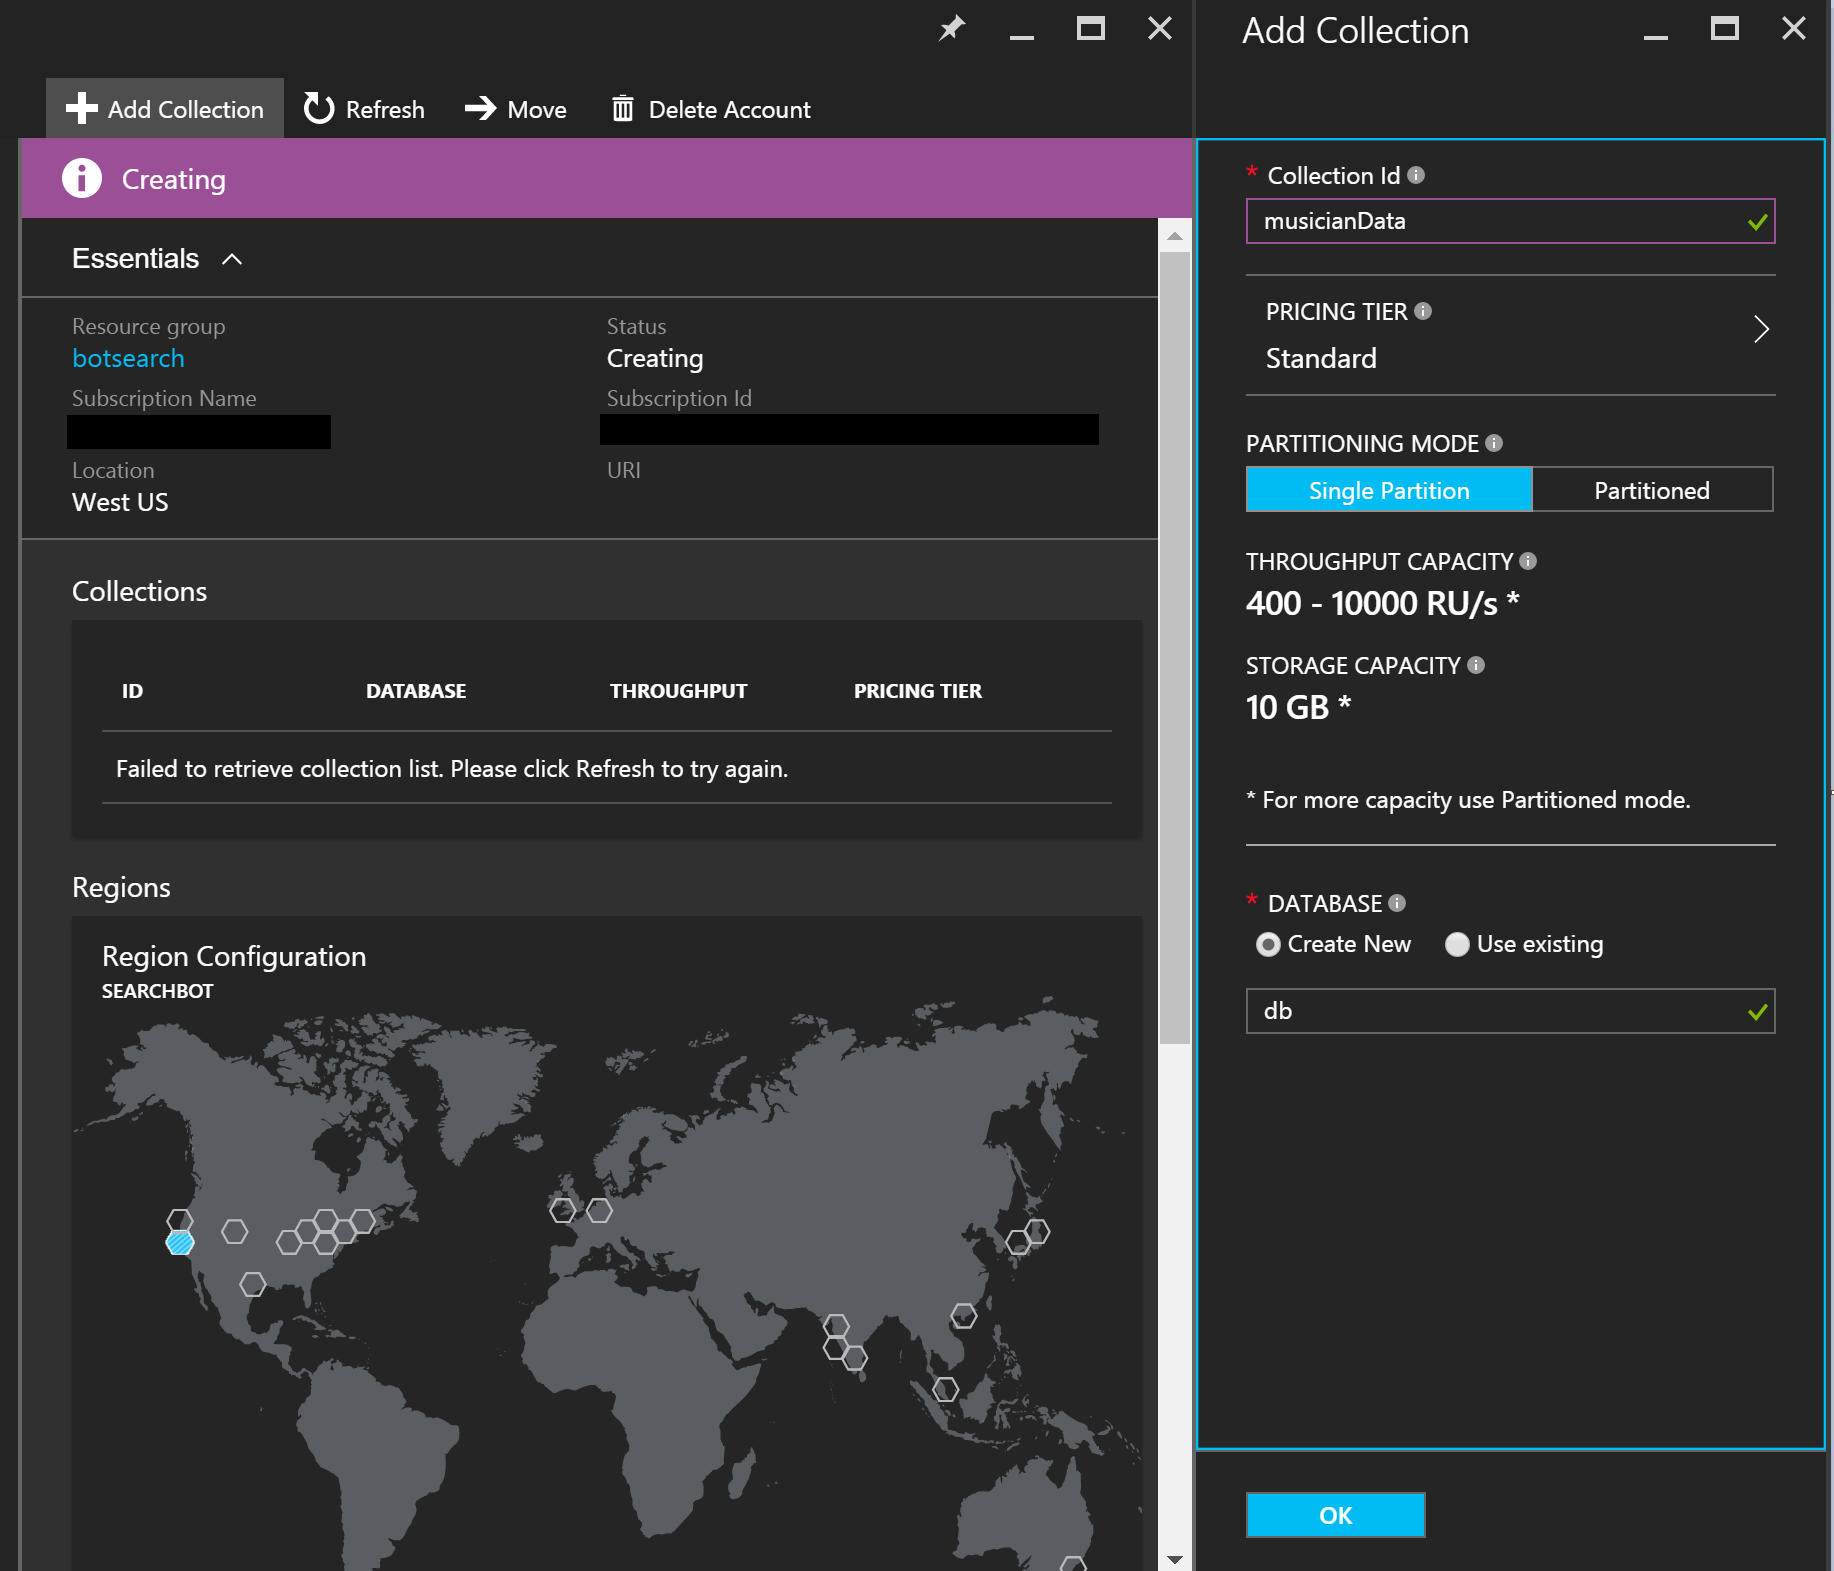 Add Collection
Refresh
Move
Delete Account
Creating
Essentials
Resource group
botsearch
Status
Creating
Subscription Name
Subscription Id
Location
West US
URI
Collections
ID DATABASE THROUGHPUT PRICING TIER
Failed to retrieve collection list. Please click Refresh to try again.
Regions
Region Configuration
SEARCHBOT
Add Collection
* Collection Id
musicianData
PRICING TIER
Standard
PARTITIONING MODE
Single Partition Partitioned
THROUGHPUT CAPACITY
400 - 10000 RU/s *
STORAGE CAPACITY
10 GB *
* For more capacity use Partitioned mode.
* DATABASE
Create New Use existing
db
OK